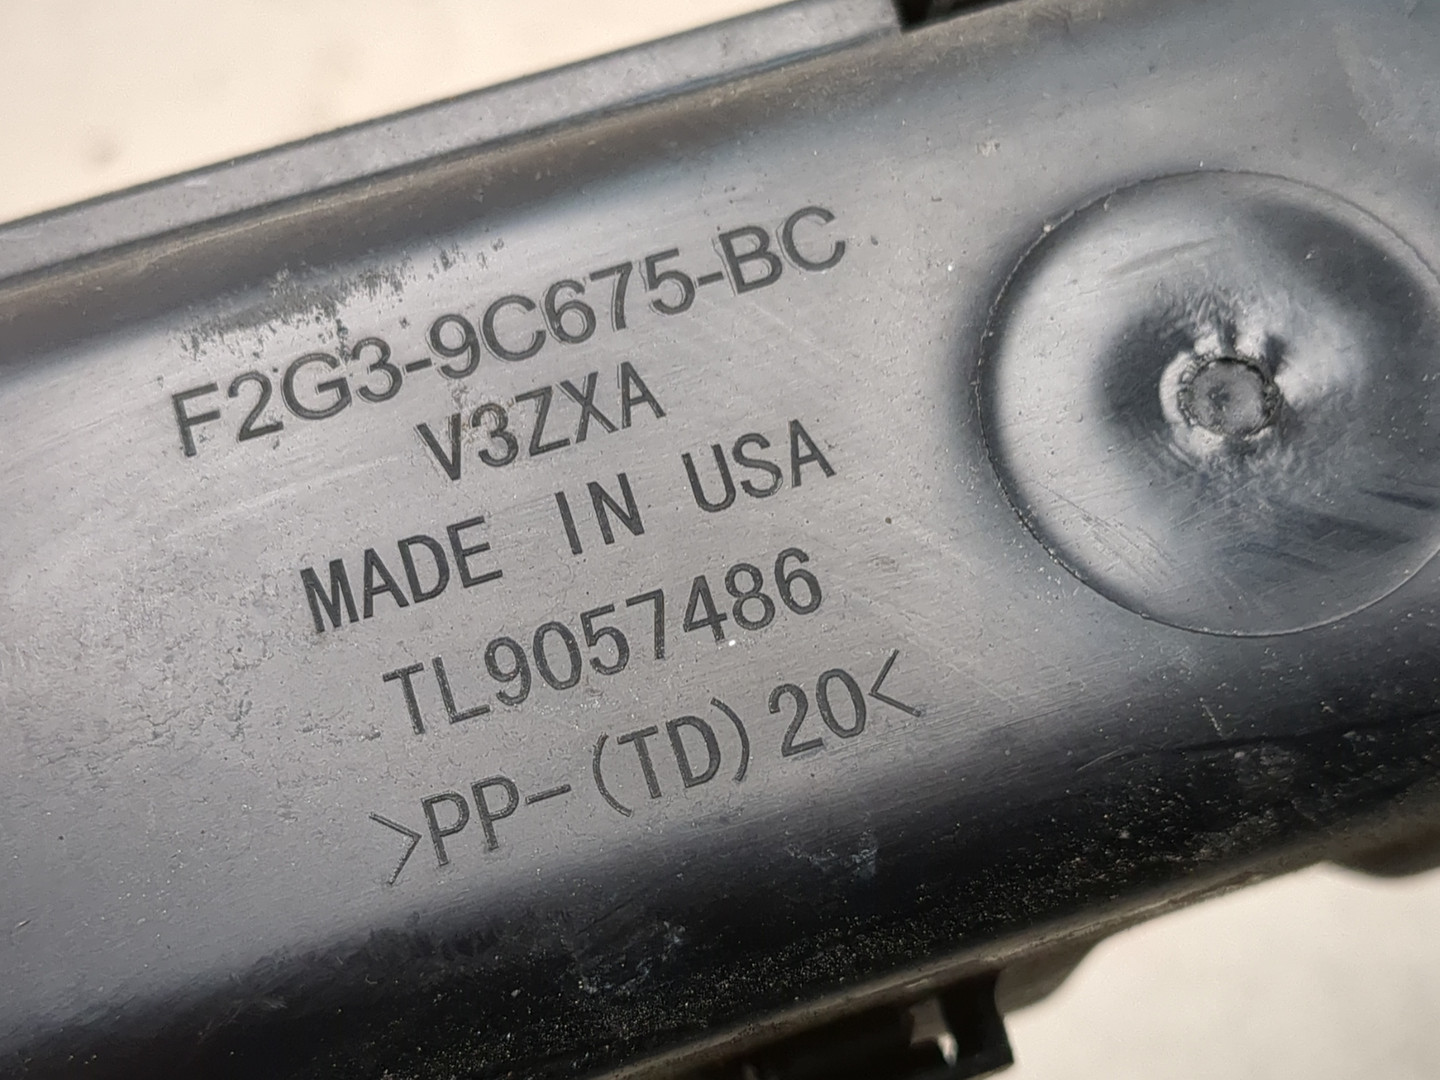 F2G3-9C675-BC
V3ZXA
MADE IN USA
TL9057486
>PP-(TD)20<